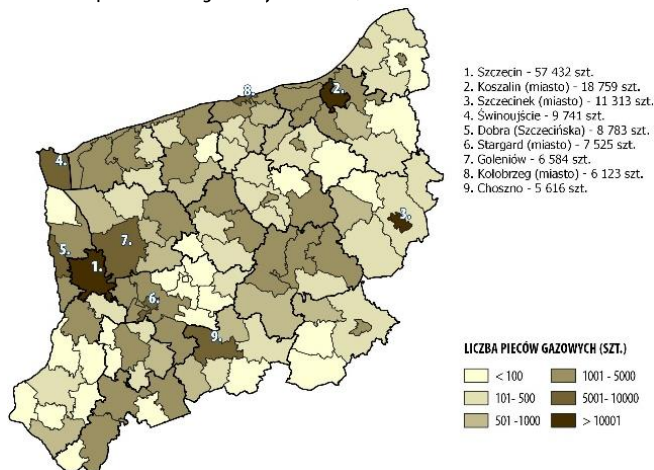 1. Szczecin - 57 432 szt.
2. Koszalin (miasto) - 18 759 szt.
3. Szczecinek (miasto) - 11 313 szt.
4. Świnoujście - 9 741 szt.
5. Dobra (Szczecińska) - 8 783 szt.
6. Stargard (miasto) - 7 525 szt.
7. Goleniów - 6 584 szt.
8. Kołobrzeg (miasto) - 6 123 szt.
9. Choszno - 5 616 szt.
8.
2.
4.
3.
5.
7.
1.
6.
9.
LICZBA PIECÓW GAZOWYCH (SZT.)
< 100
101 - 500
501 -1000
1001 - 5000
5001- 10000
> 10001